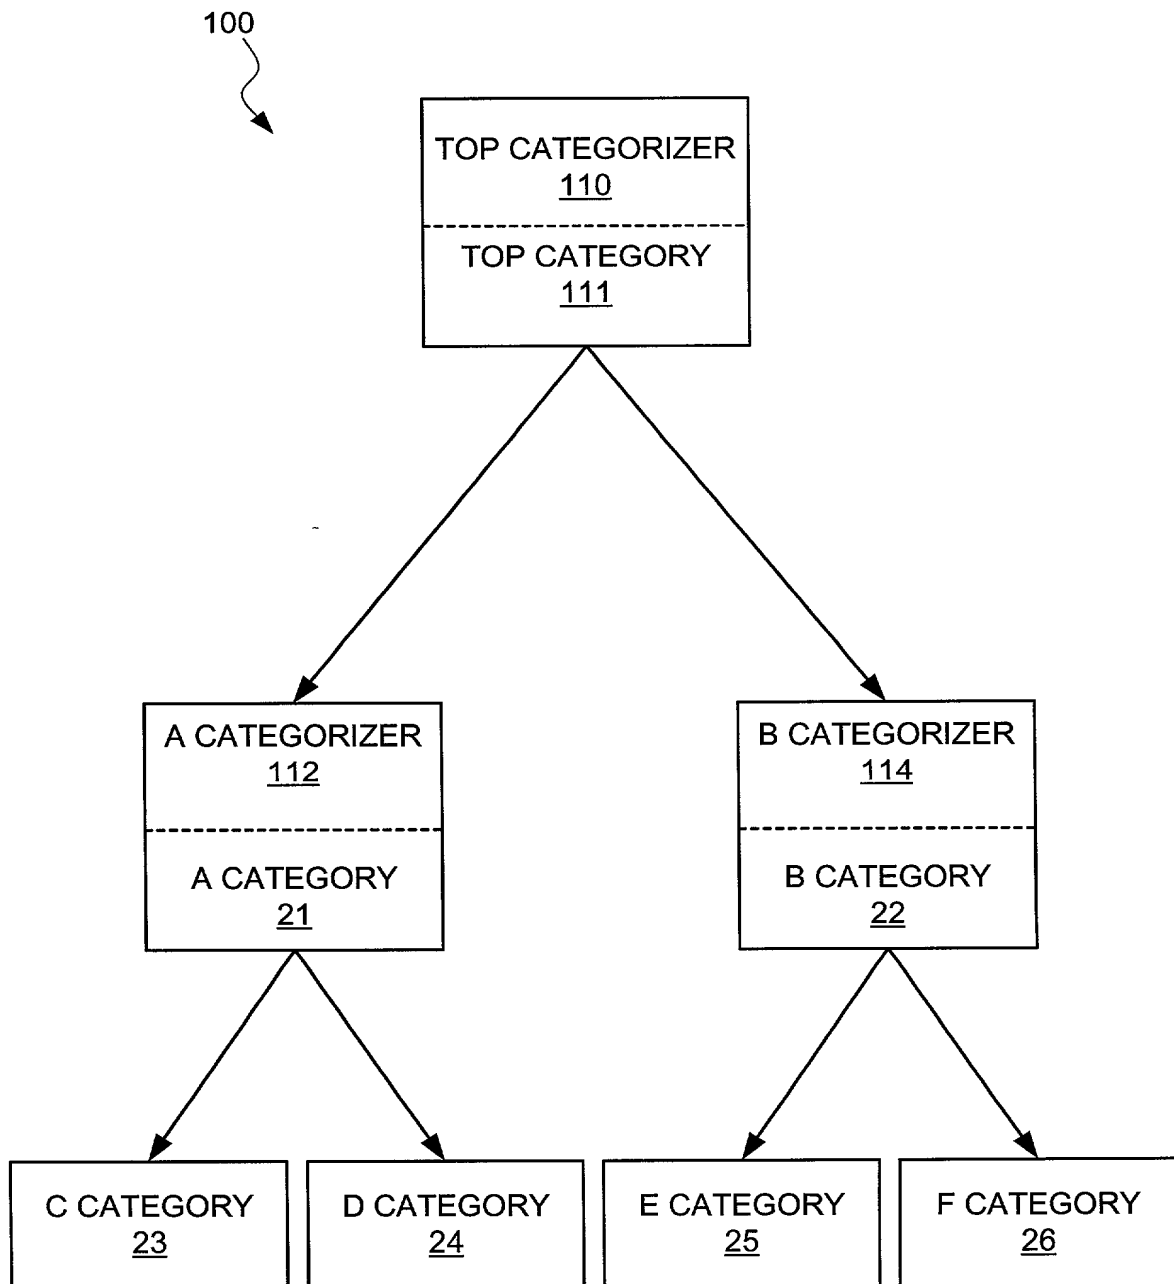 100
TOP CATEGORIZER
110
TOP CATEGORY
111
A CATEGORIZER
112
A CATEGORY
21
B CATEGORIZER
114
B CATEGORY
22
C CATEGORY
23
D CATEGORY
24
E CATEGORY
25
F CATEGORY
26